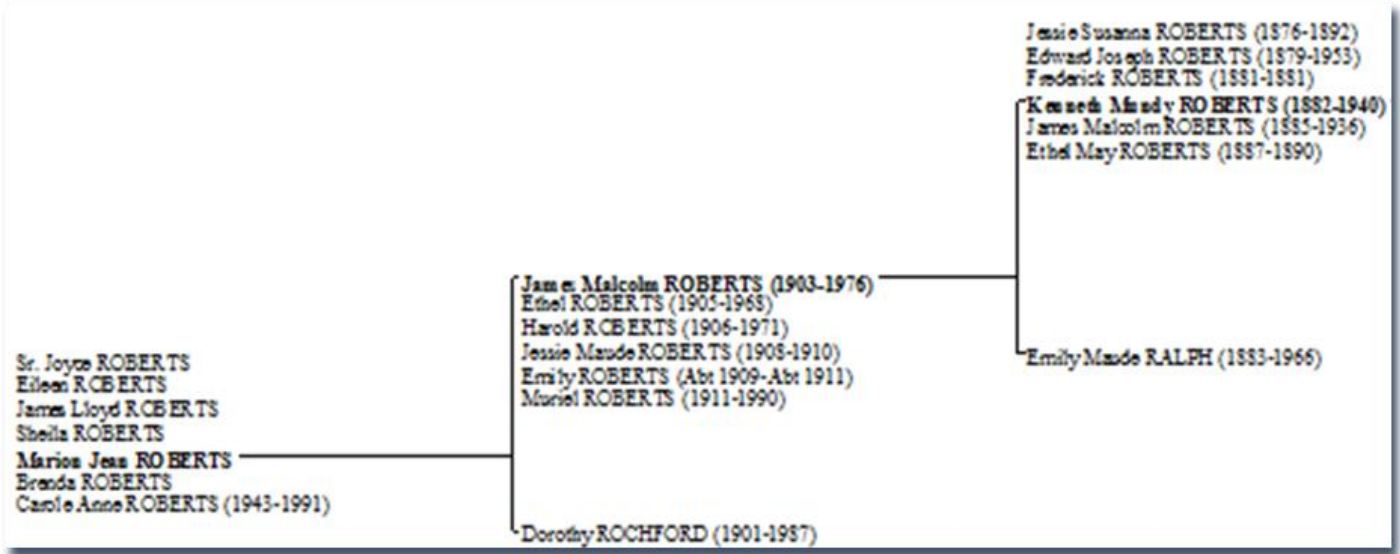 Jessie Susanna ROBERTS (1876-1892)
Edward Joseph ROBERTS (1879-1953)
Frederick ROBERTS (1881-1881)
Kenneth Mundy ROBERTS (1882-1940)
James Malcolm ROBERTS (1885-1936)
Ethel May ROBERTS (1887-1890)
James Malcolm ROBERTS (1903-1976)
Ethel ROBERTS (1905-1968)
Harold ROBERTS (1906-1971)
Jessie Maude ROBERTS (1908-1910)
Emily ROBERTS (Abt 1909-Abt 1911)
Muriel ROBERTS (1911-1990)
Emily Maude RALPH (1883-1966)
Sr. Joyce ROBERTS
Eileen ROBERTS
James Lloyd ROBERTS
Sheila ROBERTS
Marion Jean ROBERTS
Brenda ROBERTS
Carole Anne ROBERTS (1943-1991)
Dorothy ROCHFORD (1901-1987)